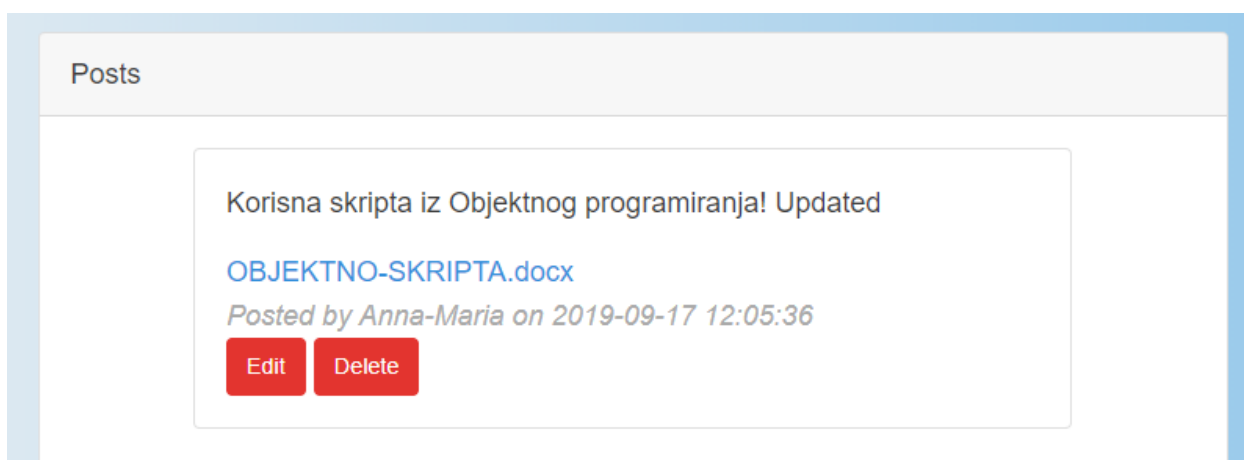 Posts
Korisna skripta iz Objektnog programiranja! Updated
OBJEKTNO-SKRIPTA.docx
Posted by Anna-Maria on 2019-09-17 12:05:36
Edit Delete